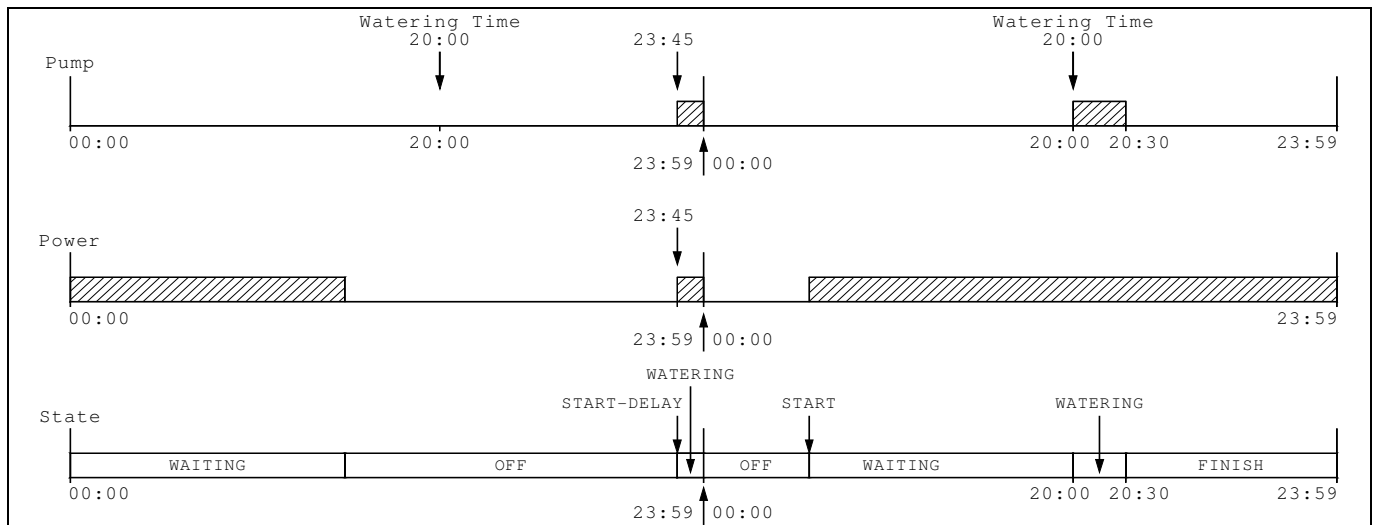 Watering Time Watering Time
20:00 23:45 20:00
Pump
00:00 20:00 20:00 20:30 23:59
23:59 00:00
23:45
Power
00:00 23:59
23:59 00:00
WATERING
START-DELAY START WATERING
State
WAITING OFF OFF WAITING FINISH
00:00 20:00 20:30 23:59
23:59 00:00